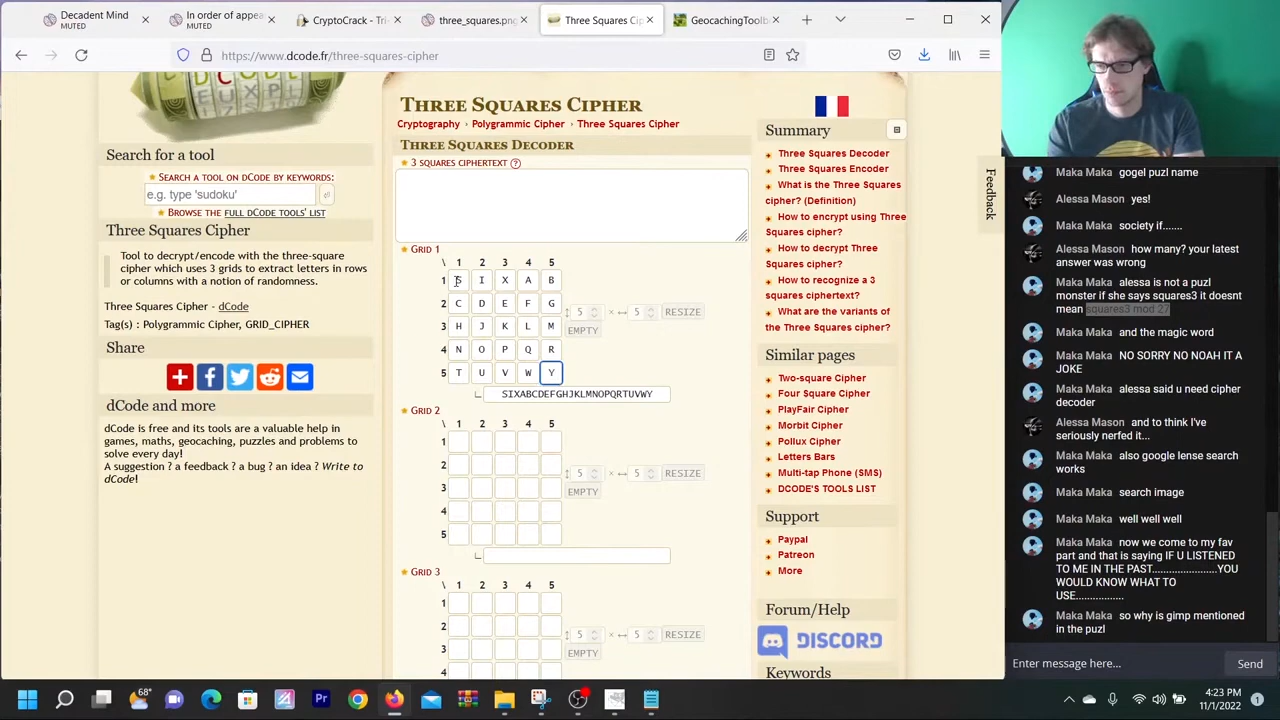 Decadent Mind
MUTED
In order of appea
MUTED
CryptoCrack - Tri
three_squares.png
Three Squares Cip
GeocachingToolb
https://www.dcode.fr/three-squares-cipher
Search for a tool
SEARCH A TOOL ON DCODE BY KEYWORDS:
e.g. type 'sudoku'
BROWSE THE FULL DCODE TOOLS' LIST
Three Squares Cipher
Tool to decrypt/encode with the three-square
cipher which uses 3 grids to extract letters in rows
or columns with a notion of randomness.
Three Squares Cipher - dCode
Tag(s) : Polygrammic Cipher, GRID_CIPHER
Share
dCode and more
dCode is free and its tools are a valuable help in
games, maths, geocaching, puzzles and problems to
solve every day!
A suggestion ? a feedback ? a bug ? an idea ? Write to
dCode!
THREE SQUARES CIPHER
Cryptography › Polygrammic Cipher › Three Squares Cipher
THREE SQUARES DECODER
3 SQUARES CIPHERTEXT ?
GRID 1
\ 1 2 3 4 5
1 S I X A B
2 C D E F G
3 H J K L M
4 N O P Q R
5 T U V W Y
5 × 5 RESIZE
EMPTY
SIXABCDEFGHJKLMNOPQRTUVWY
GRID 2
\ 1 2 3 4 5
1
2
3
4
5
5 × 5 RESIZE
EMPTY
GRID 3
\ 1 2 3 4 5
1
2
3
4
5 × 5 RESIZE
EMPTY
Summary
Three Squares Decoder
Three Squares Encoder
What is the Three Squares
cipher? (Definition)
How to encrypt using Three
Square cipher?
How to decrypt Three
Square cipher?
How to recognize a 3
squares ciphertext?
What are the variants of
the Three Squares cipher?
Similar pages
Two-square Cipher
Four Square Cipher
PlayFair Cipher
Morbit Cipher
Pollux Cipher
Letters Bars
Multi-tap Phone (SMS)
DCODE'S TOOLS LIST
Support
Paypal
Patreon
More
Forum/Help
DISCORD
Keywords
Feedback
Maka Maka gogel puzl name
Alessa Mason yes!
Maka Maka society if.......
Alessa Mason how many? your latest
answer was wrong
Maka Maka alessa is not a puzl
monster if she says squares3 it doesnt
mean squares3 mod 27
Maka Maka and the magic word
Maka Maka NO SORRY NO NOAH IT A
JOKE
Maka Maka alessa said u need cipher
decoder
Alessa Mason and to think I've
seriously nerfed it...
Maka Maka also google lense search
works
Maka Maka search image
Maka Maka well well well
Maka Maka now we come to my fav
part and that is saying IF U LISTENED
TO ME IN THE PAST.......................YOU
WOULD KNOW WHAT TO
USE................
Maka Maka so why is gimp mentioned
in the puzl
Enter message here...
Send
68°
4:23 PM
11/1/2022